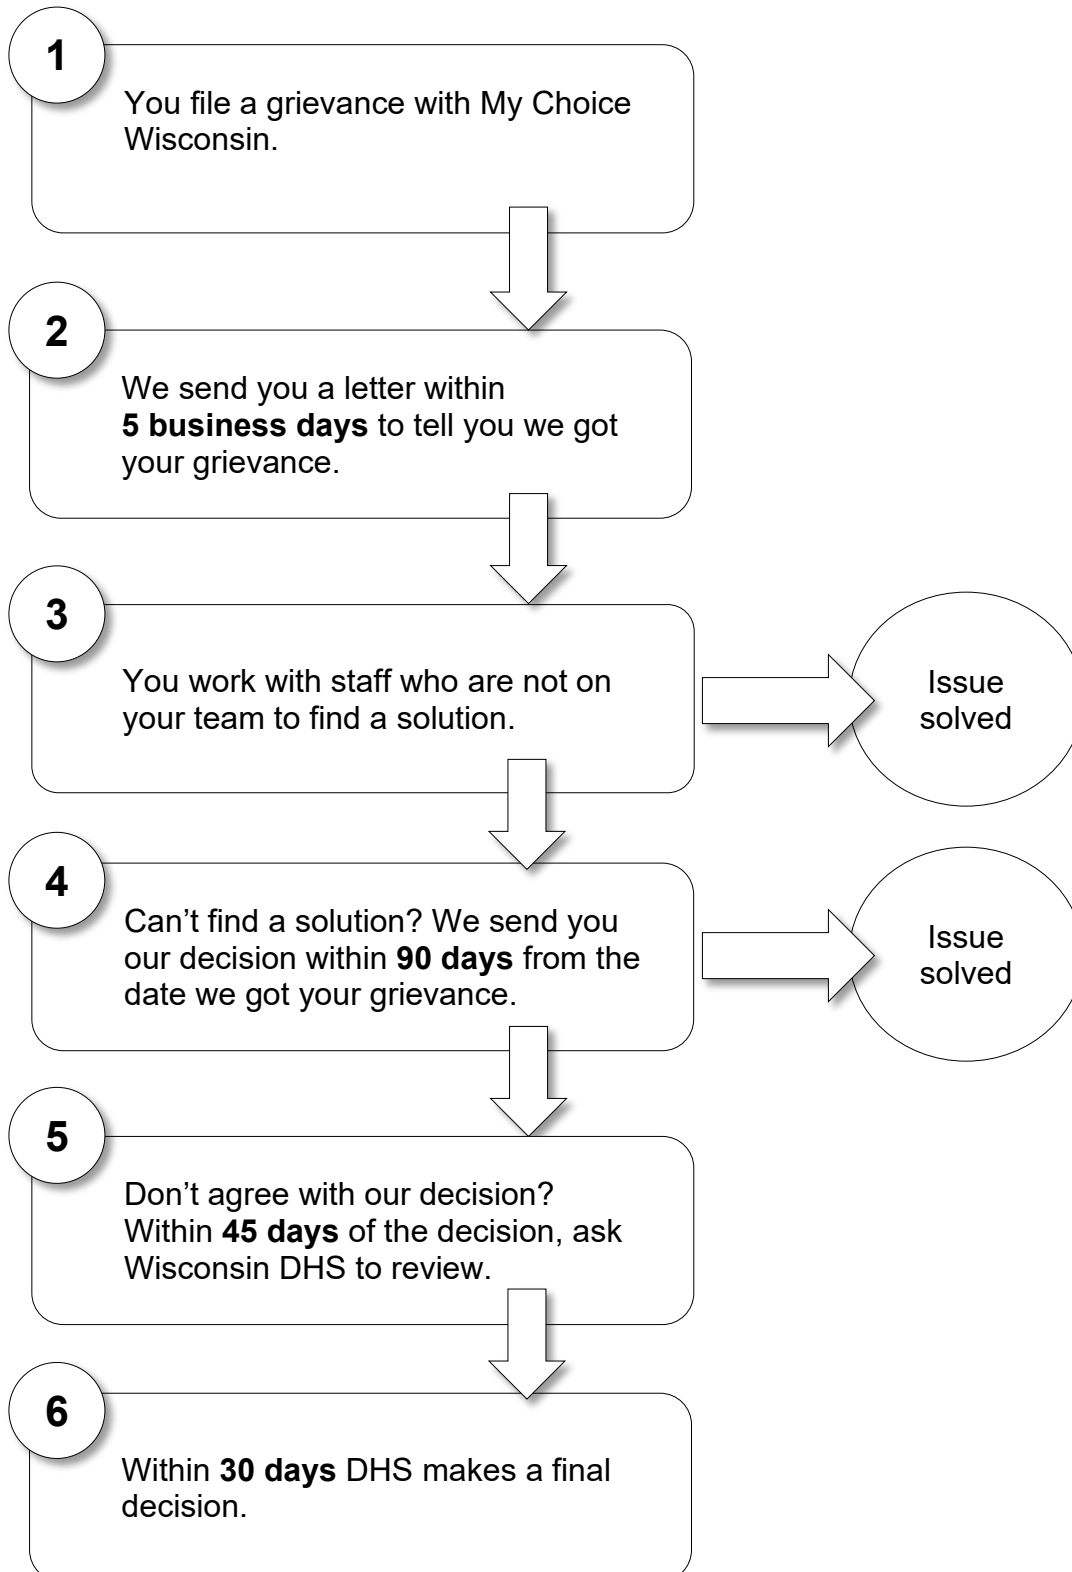 1
You file a grievance with My Choice
Wisconsin.
2
We send you a letter within
5 business days to tell you we got
your grievance.
3
You work with staff who are not on
your team to find a solution.
Issue
solved
4
Can’t find a solution? We send you
our decision within 90 days from the
date we got your grievance.
Issue
solved
5
Don’t agree with our decision?
Within 45 days of the decision, ask
Wisconsin DHS to review.
6
Within 30 days DHS makes a final
decision.